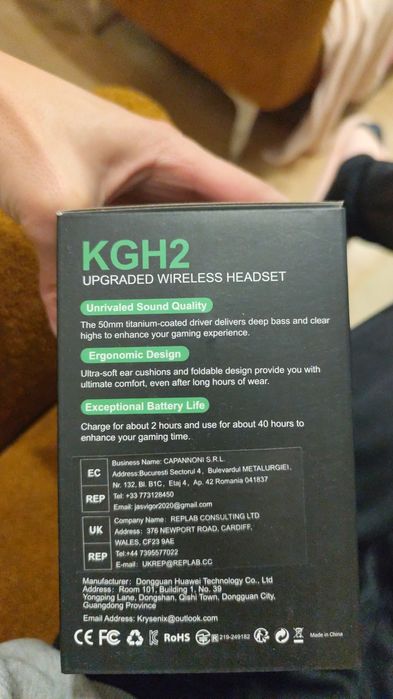 KGH2
UPGRADED WIRELESS HEADSET
Unrivaled Sound Quality
The 50mm titanium-coated driver delivers deep bass and clear
highs to enhance your gaming experience.
Ergonomic Design
Ultra-soft ear cushions and foldable design provide you with
ultimate comfort, even after long hours of wear.
Exceptional Battery Life
Charge for about 2 hours and use for about 40 hours to
enhance your gaming time.
EC REP
Business Name: CAPANNONI S.R.L.
Address:Bucuresti Sectorul 4, Bulevardul METALURGIEI,
Nr. 132, Bl. B1C, Etaj 4, Ap. 42 Romania 041837
Tel: +33 773128450
Email: jasvigor2020@gmail.com
UK REP
Company Name: REPLAB CONSULTING LTD
Address: 376 NEWPORT ROAD, CARDIFF,
WALES, CF23 9AE
Tel:+44 7395577022
E-mail: UKREP@REPLAB.CC
Manufacturer: Dongguan Huawei Technology Co., Ltd
Address: Room 101, Building 1, No. 39
Yongping Lane, Dongshan, Qishi Town, Dongguan City,
Guangdong Province
Email Address: Krysenix@outlook.com
CE FC RoHS R 219-249182 Made in China